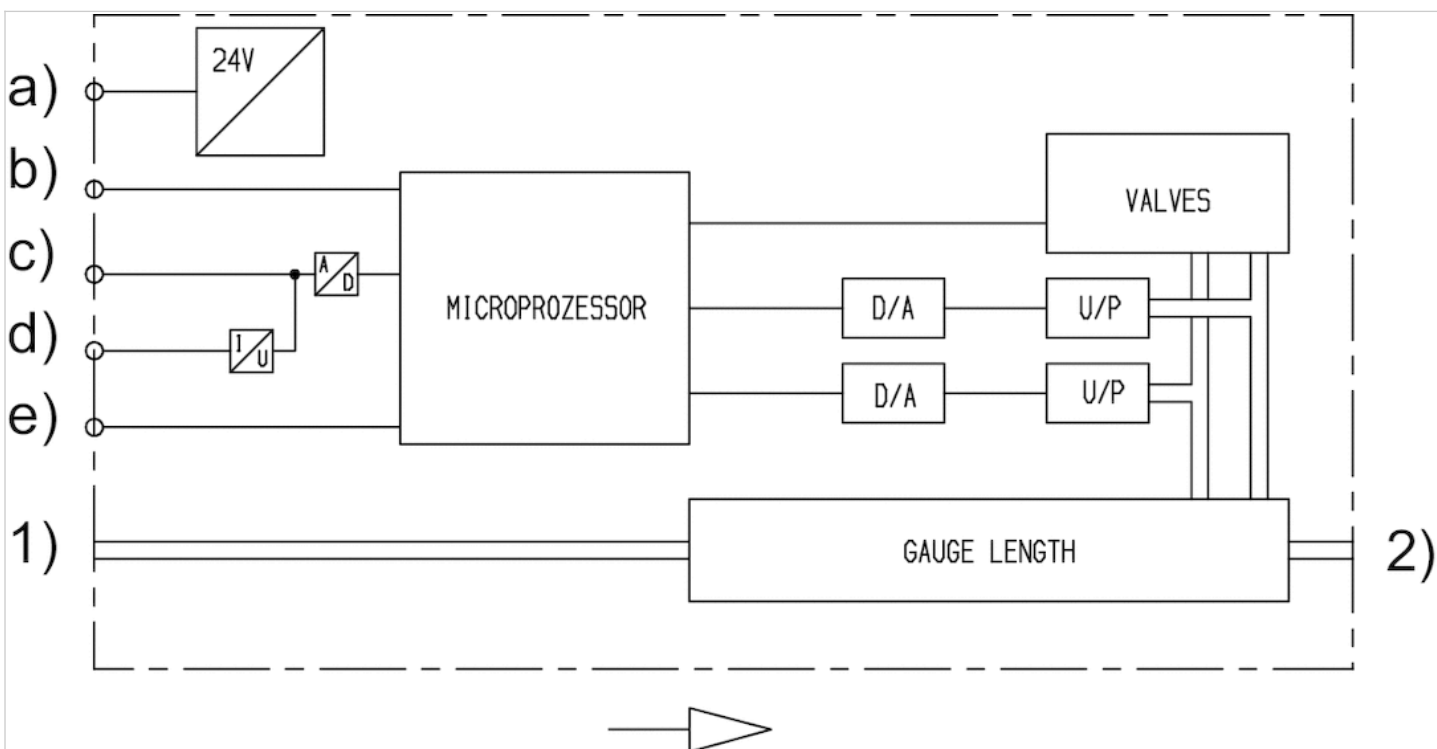 a)
24V
b)
VALVES
c)
A
D
MICROPROZESSOR
D/A
U/P
d)
I
U
D/A
U/P
e)
1)
GAUGE LENGTH
2)